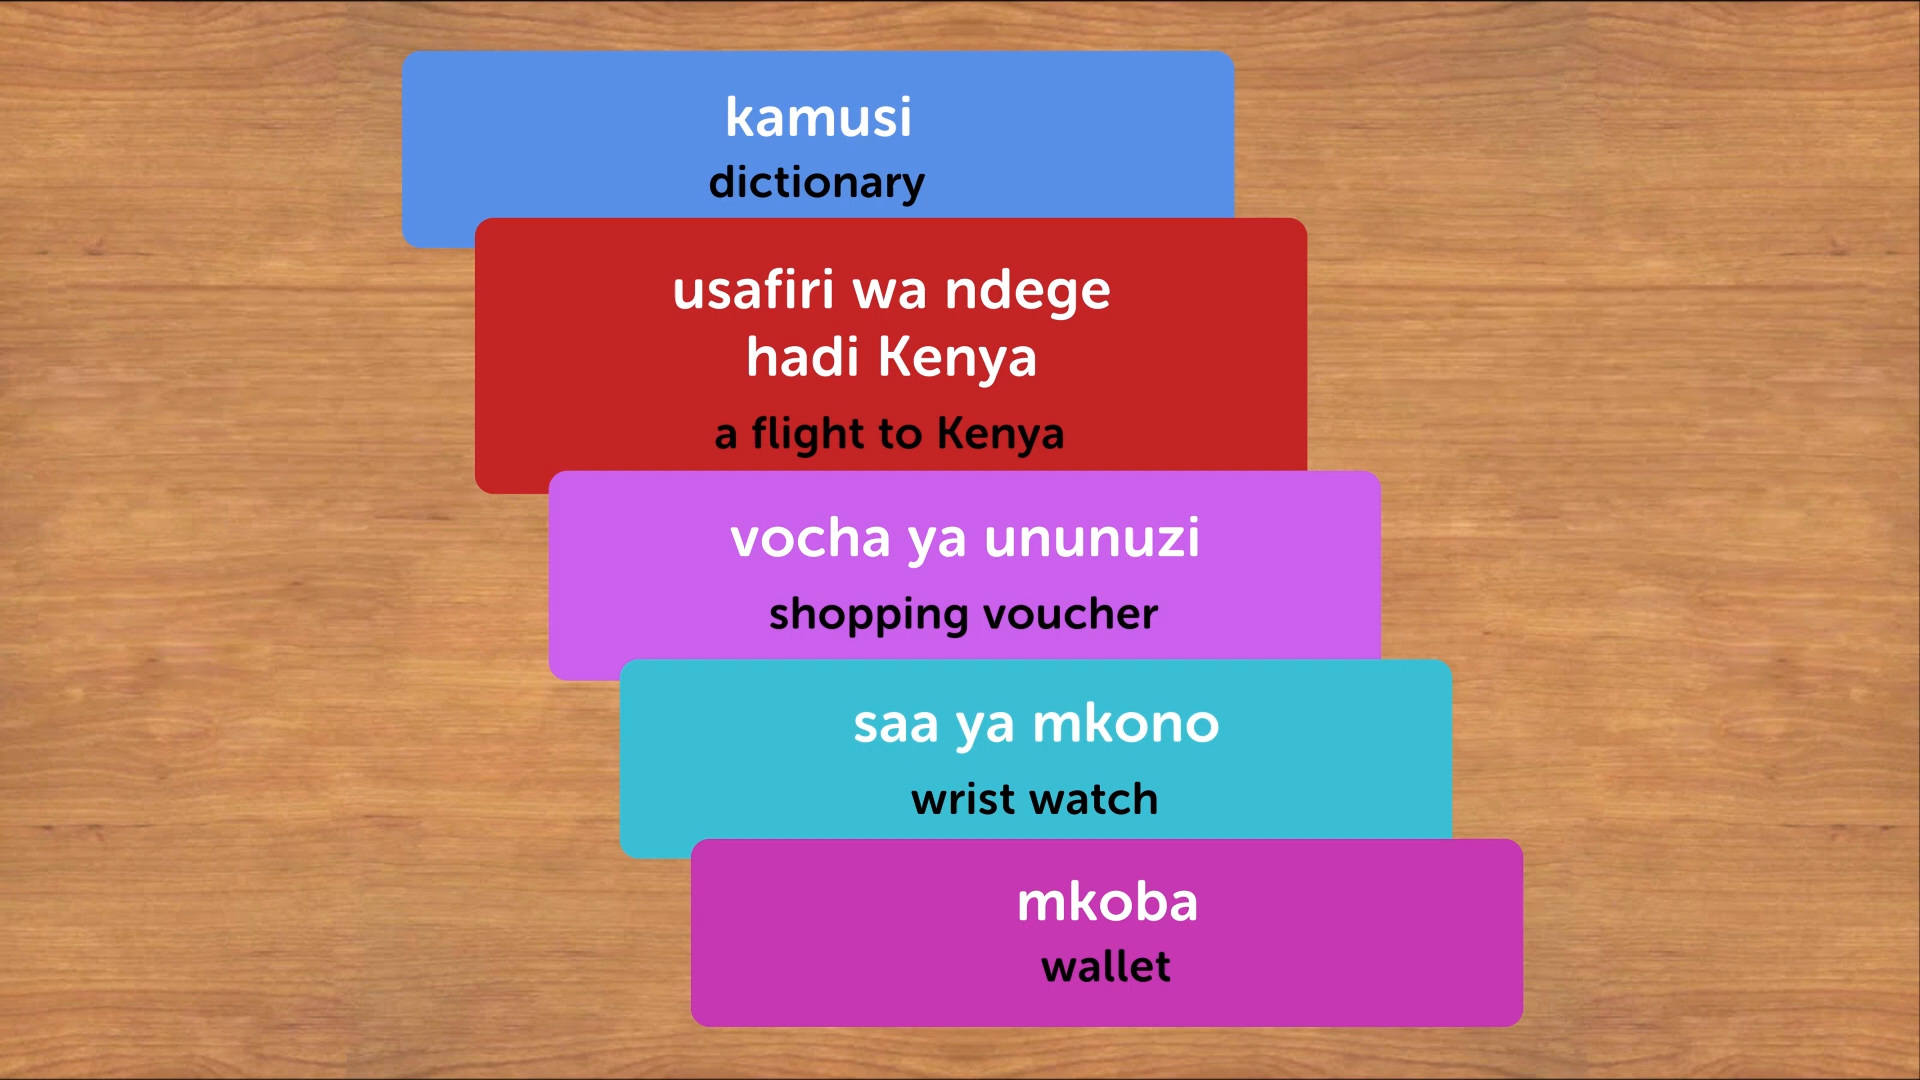 kamusi
dictionary
usafiri wa ndege
hadi Kenya
a flight to Kenya
vocha ya ununuzi
shopping voucher
saa ya mkono
wrist watch
mkoba
wallet